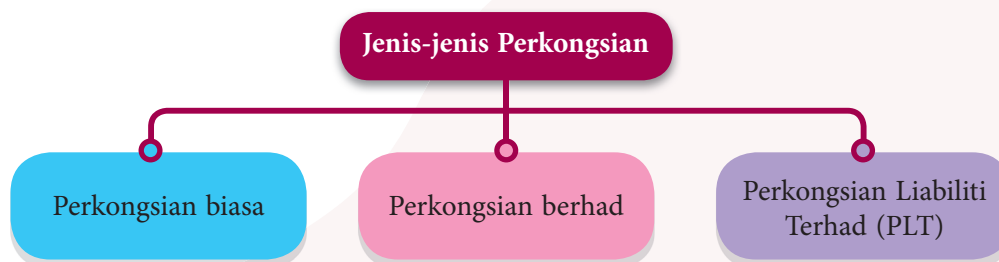 Jenis-jenis Perkongsian
Perkongsian biasa
Perkongsian berhad
Perkongsian Liabiliti
Terhad (PLT)